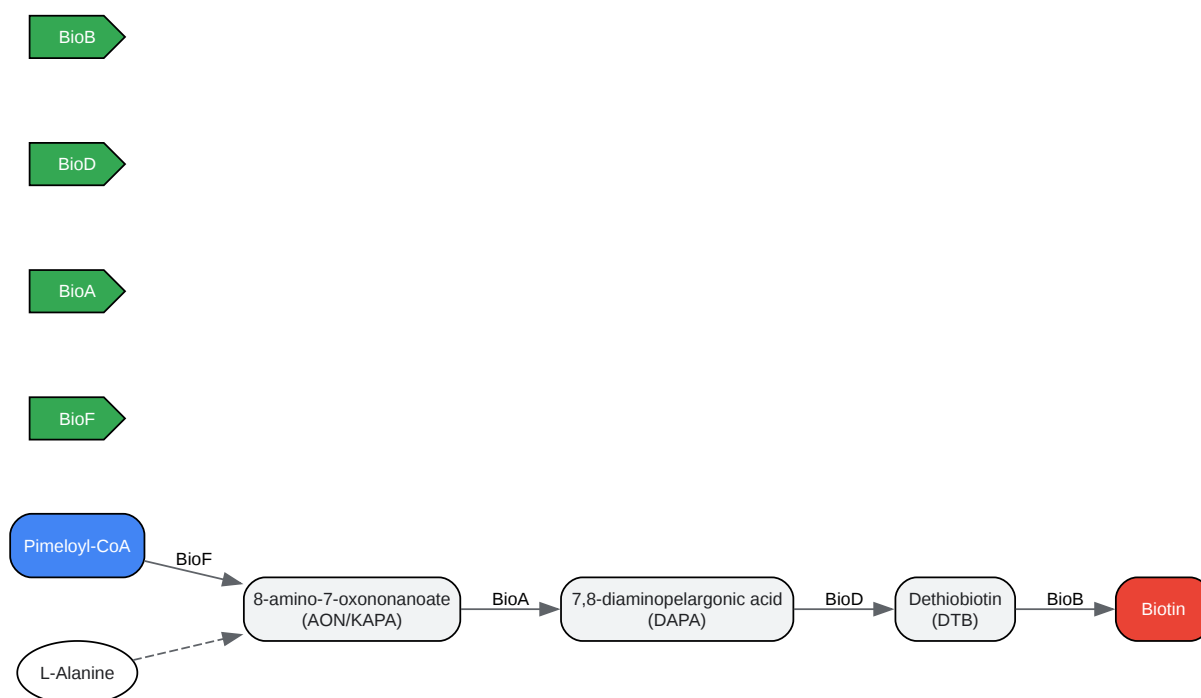 BioB
BioD
BioA
BioF
Pimeloyl-CoA
BioF
8-amino-7-oxononanoate
(AON/KAPA)
BioA
7,8-diaminopelargonic acid
(DAPA)
BioD
Dethiobiotin
(DTB)
BioB
Biotin
L-Alanine